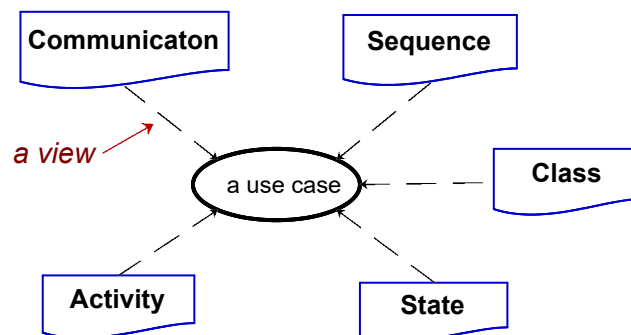 Communicaton
Sequence
a view
a use case
Class
Activity
State